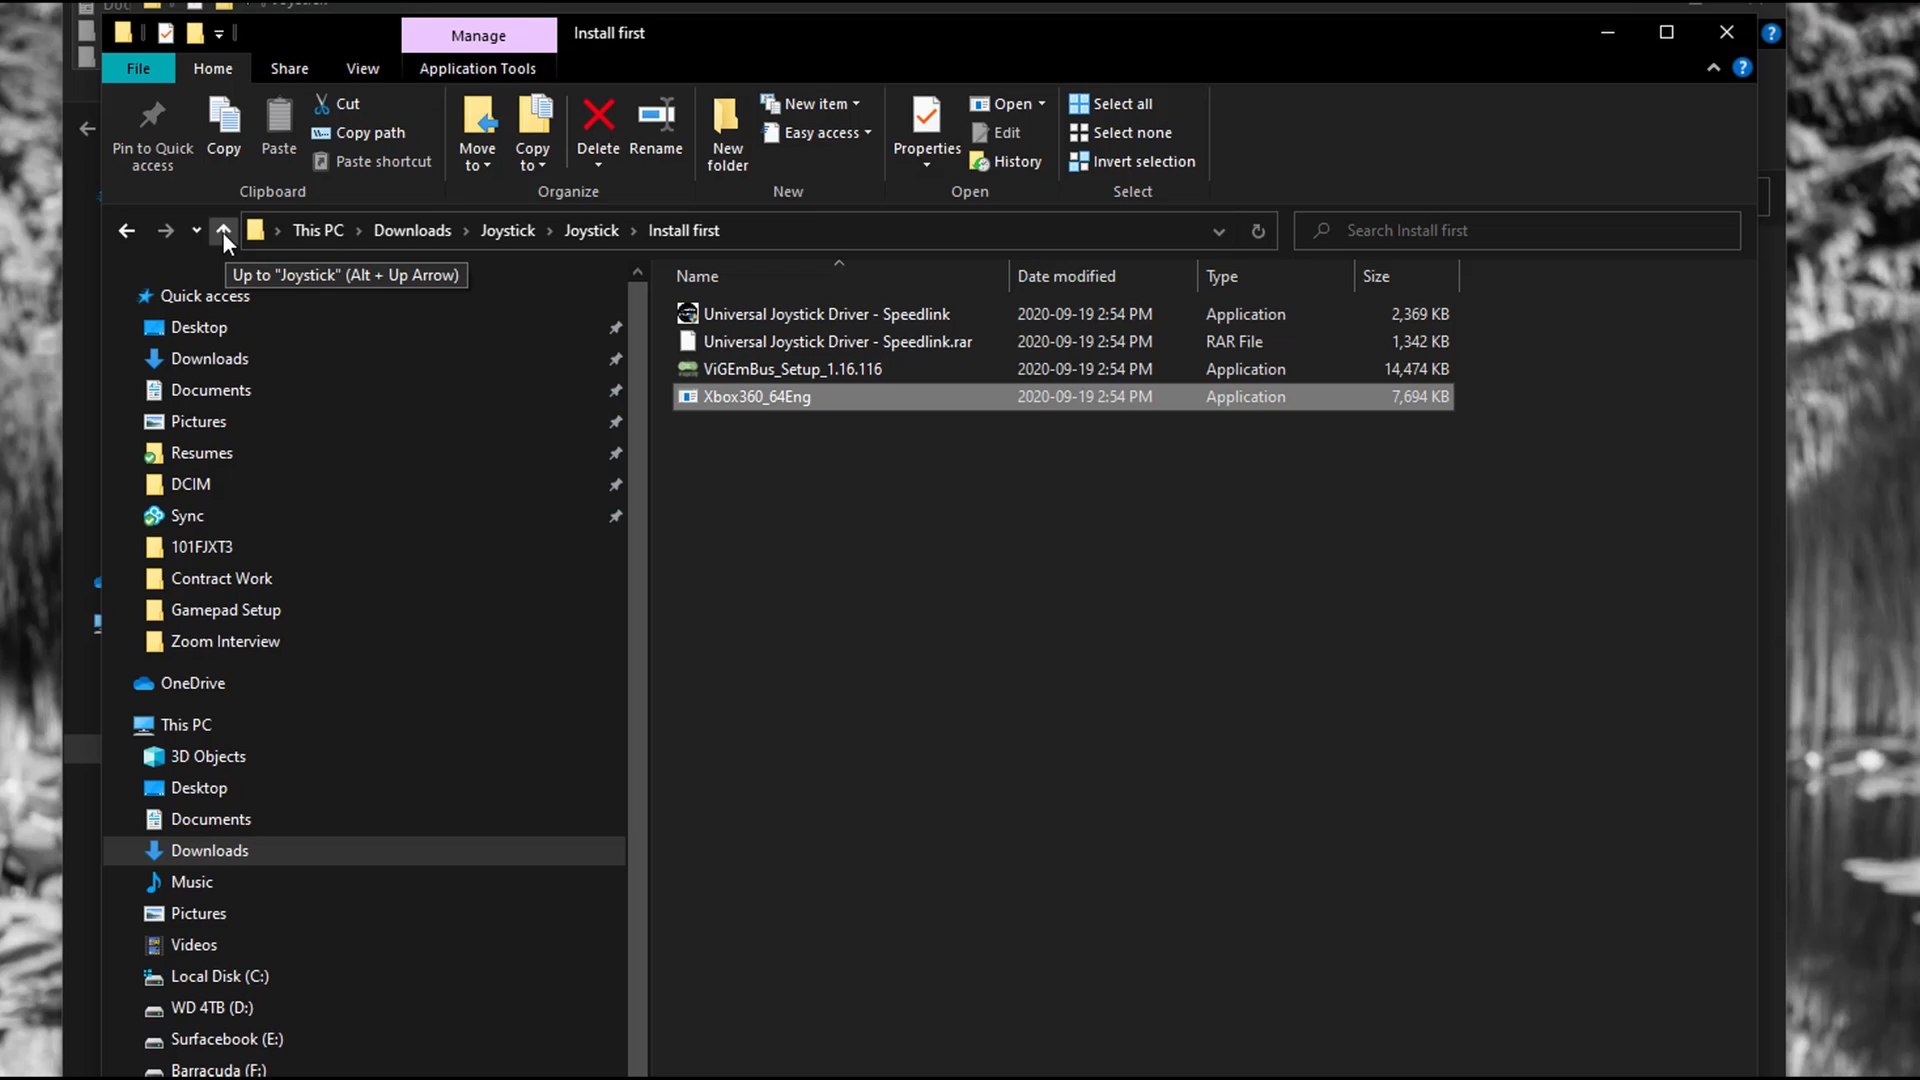 Joystick
Manage
Install first
File
Home
Share
View
Application Tools
Pin to Quick
access
Copy
Paste
Cut
Copy path
Paste shortcut
Clipboard
Move
to
Copy
to
Delete
Rename
Organize
New
folder
New item
Easy access
New
Properties
Open
Edit
History
Open
Select all
Select none
Invert selection
Select
This PC > Downloads > Joystick > Joystick > Install first
Search Install first
Up to "Joystick" (Alt + Up Arrow)
Quick access
Desktop
Downloads
Documents
Pictures
Resumes
DCIM
Sync
101FJXT3
Contract Work
Gamepad Setup
Zoom Interview
OneDrive
This PC
3D Objects
Desktop
Documents
Downloads
Music
Pictures
Videos
Local Disk (C:)
WD 4TB (D:)
Surfacebook (E:)
Barracuda (F:)
Name Date modified Type Size
Universal Joystick Driver - Speedlink 2020-09-19 2:54 PM Application 2,369 KB
Universal Joystick Driver - Speedlink.rar 2020-09-19 2:54 PM RAR File 1,342 KB
ViGEmBus_Setup_1.16.116 2020-09-19 2:54 PM Application 14,474 KB
Xbox360_64Eng 2020-09-19 2:54 PM Application 7,694 KB